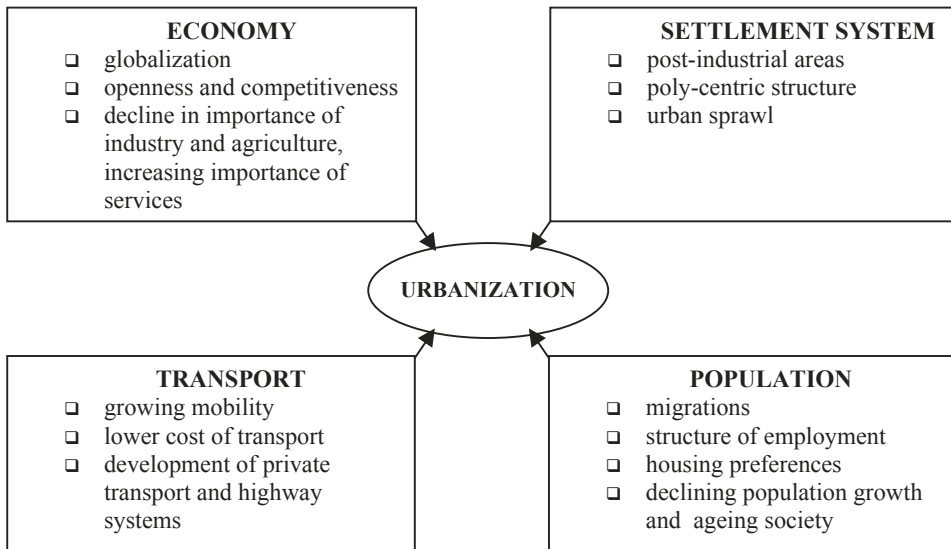 ECONOMY
❑ globalization
❑ openness and competitiveness
❑ decline in importance of
industry and agriculture,
increasing importance of
services
SETTLEMENT SYSTEM
❑ post-industrial areas
❑ poly-centric structure
❑ urban sprawl
URBANIZATION
TRANSPORT
❑ growing mobility
❑ lower cost of transport
❑ development of private
transport and highway
systems
POPULATION
❑ migrations
❑ structure of employment
❑ housing preferences
❑ declining population growth
and ageing society